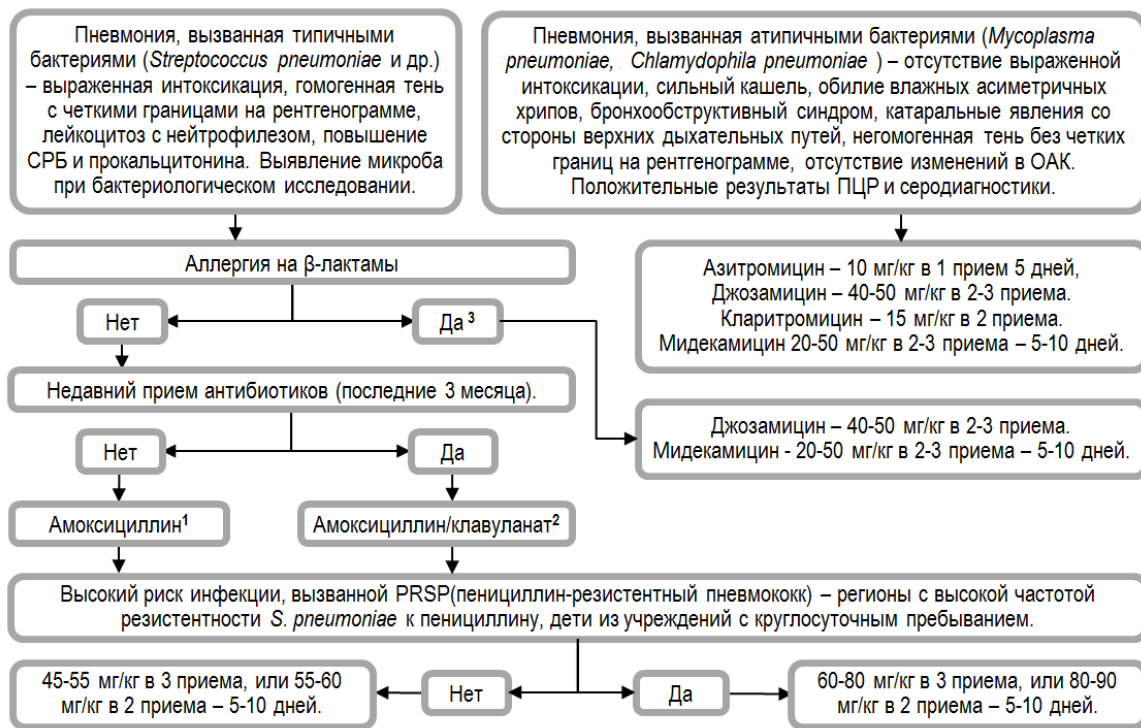 Пневмония, вызванная типичными
бактериями (Streptococcus pneumoniae и др.)
– выраженная интоксикация, гомогенная тень
с четкими границами на рентгенограмме,
лейкоцитоз с нейтрофилезом, повышение
СРБ и прокальцитонина. Выявление микроба
при бактериологическом исследовании.
Пневмония, вызванная атипичными бактериями (Mycoplasma
pneumoniae, Chlamydophila pneumoniae ) – отсутствие выраженной
интоксикации, сильный кашель, обилие влажных асиметричных
хрипов, бронхообструктивный синдром, катаральные явления со
стороны верхних дыхательных путей, негомогенная тень без четких
границ на рентгенограмме, отсутствие изменений в ОАК.
Положительные результаты ПЦР и серодиагностики.
Аллергия на β-лактамы
Азитромицин – 10 мг/кг в 1 прием 5 дней,
Джозамицин – 40-50 мг/кг в 2-3 приема.
Кларитромицин – 15 мг/кг в 2 приема.
Мидекамицин 20-50 мг/кг в 2-3 приема – 5-10 дней.
Нет
Да 3
Недавний прием антибиотиков (последние 3 месяца).
Джозамицин – 40-50 мг/кг в 2-3 приема.
Мидекамицин - 20-50 мг/кг в 2-3 приема – 5-10 дней.
Нет
Да
Амоксициллин1
Амоксициллин/клавуланат2
Высокий риск инфекции, вызванной PRSP(пенициллин-резистентный пневмококк) – регионы с высокой частотой
резистентности S. pneumoniae к пенициллину, дети из учреждений с круглосуточным пребыванием.
45-55 мг/кг в 3 приема, или 55-60
мг/кг в 2 приема – 5-10 дней.
Нет
Да
60-80 мг/кг в 3 приема, или 80-90
мг/кг в 2 приема – 5-10 дней.